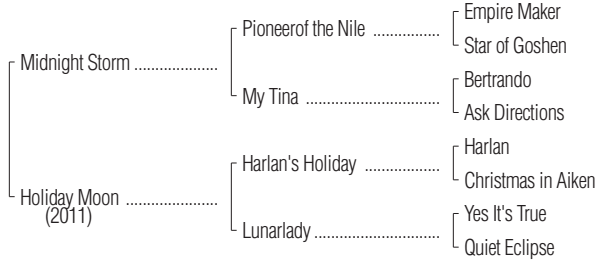 Empire Maker
Pioneerof the Nile ................
Star of Goshen
Midnight Storm ....................
Bertrando
My Tina ................................
Ask Directions
Harlan
Harlan's Holiday ..................
Christmas in Aiken
Holiday Moon ......................
(2011)
Yes It's True
Lunarlady ..............................
Quiet Eclipse